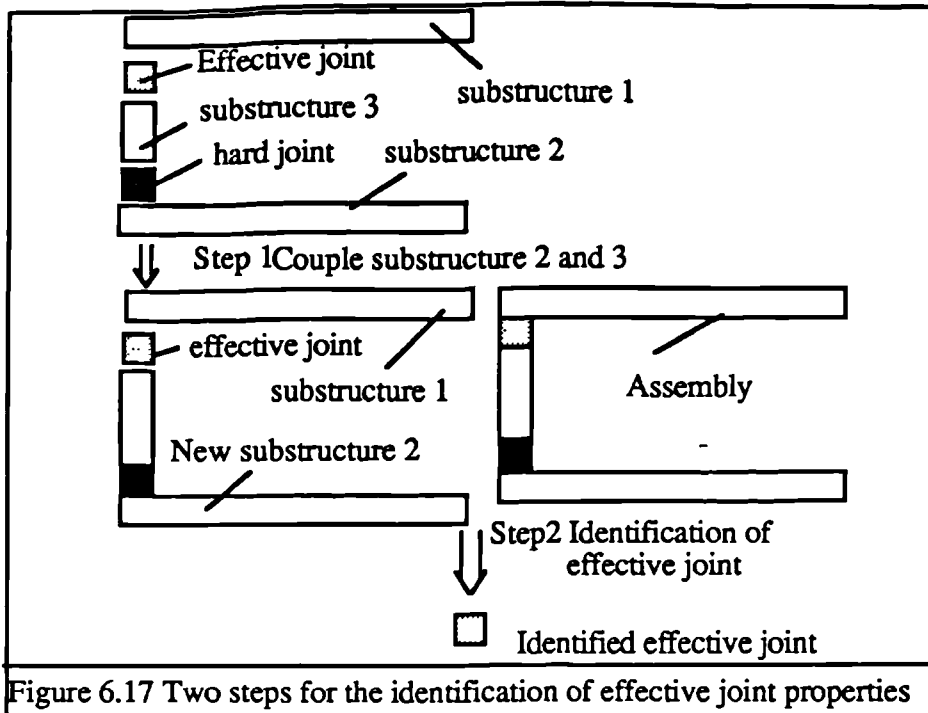 Effective joint
substructure 1
substructure 3
hard joint
substructure 2
Step 1Couple substructure 2 and 3
effective joint
substructure 1
Assembly
New substructure 2
Step2 Identification of
effective joint
Identified effective joint
Figure 6.17 Two steps for the identification of effective joint properties